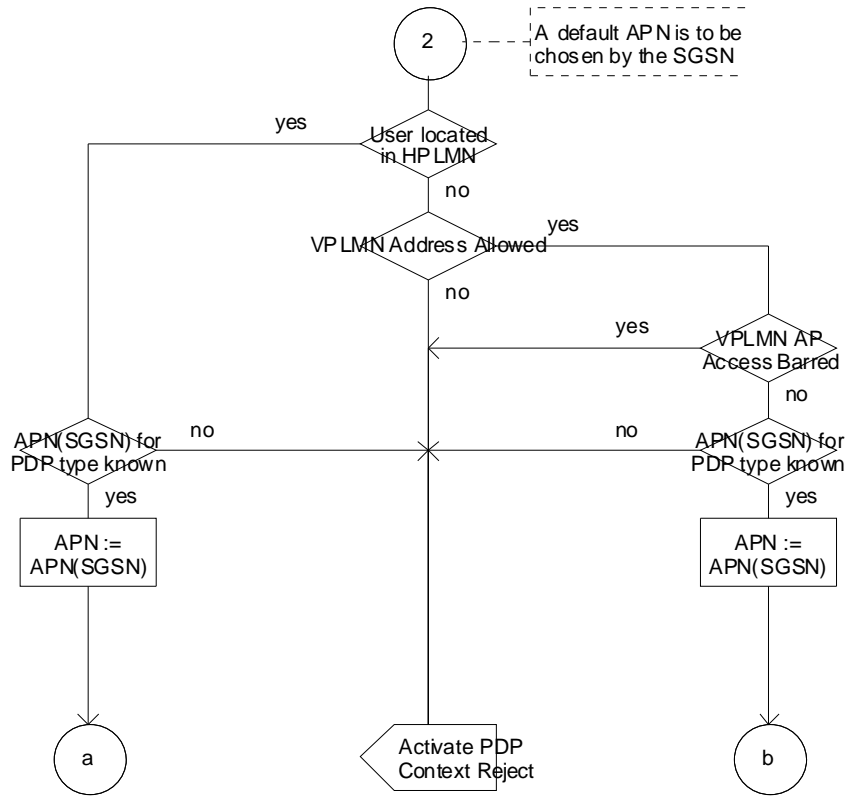 2
A default APN is to be
chosen by the SGSN
yes
User located
in HPLMN
no
VPLMN Address Allowed
yes
no
yes
VPLMN AP
Access Barred
no
APN(SGSN) for
PDP type known
no
no
APN(SGSN) for
PDP type known
yes
yes
APN :=
APN(SGSN)
APN :=
APN(SGSN)
a
Activate PDP
Context Reject
b